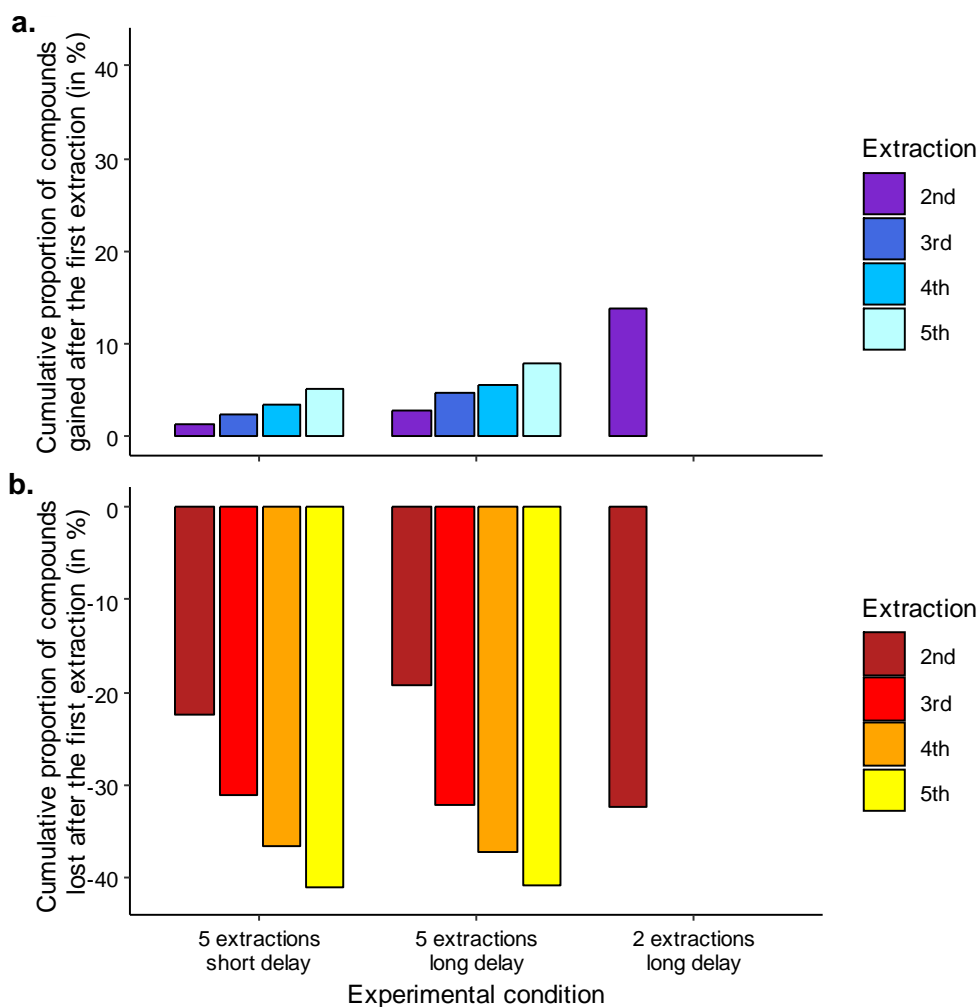 a.
Cumulative proportion of compounds
gained after the first extraction (in %)
40
30
20
10
0
Extraction
2nd
3rd
4th
5th
b.
Cumulative proportion of compounds
lost after the first extraction (in %)
0
-10
-20
-30
-40
Extraction
2nd
3rd
4th
5th
5 extractions
short delay
5 extractions
long delay
2 extractions
long delay
Experimental condition